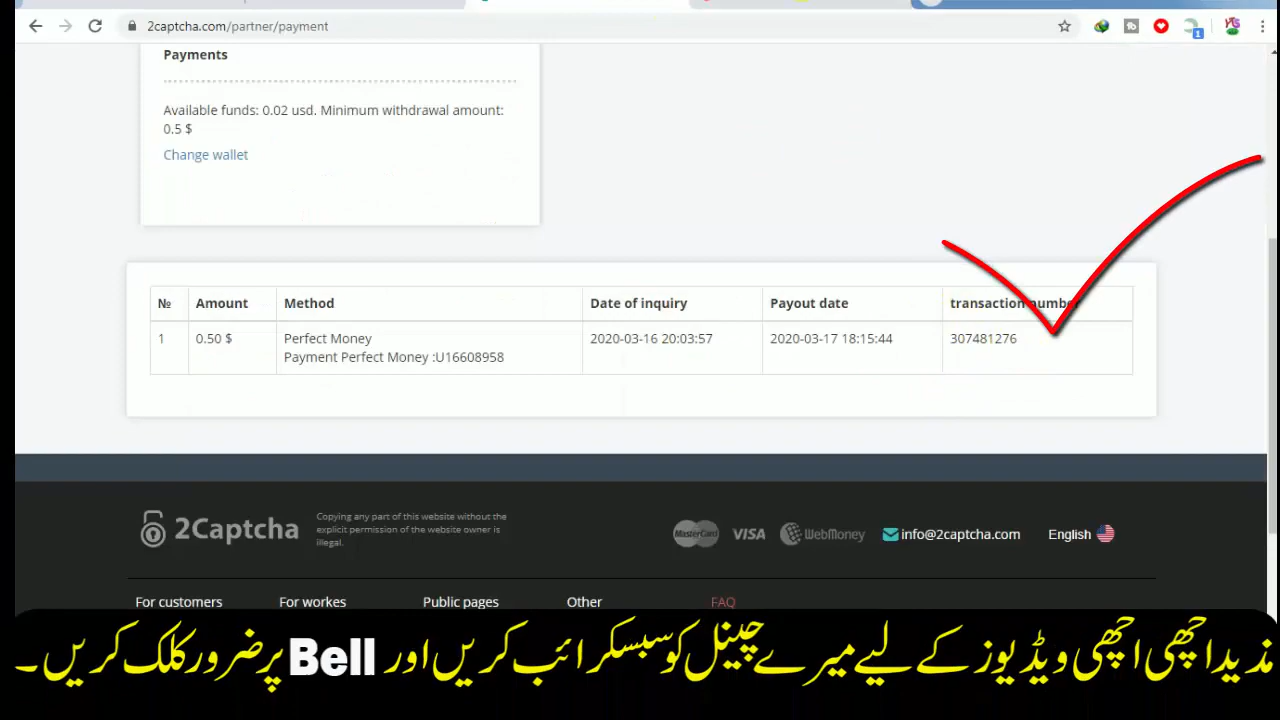 2captcha.com/partner/payment
1
Payments
Available funds: 0.02 usd. Minimum withdrawal amount:
0.5 $
Change wallet
№ Amount Method Date of inquiry Payout date transaction number
1 0.50 $ Perfect Money 2020-03-16 20:03:57 2020-03-17 18:15:44 307481276
Payment Perfect Money :U16608958
2Captcha
Copying any part of this website without the
explicit permission of the website owner is
illegal.
MasterCard VISA WebMoney info@2captcha.com English
For customers For workes Public pages Other FAQ
مذید اچھی اچھی ویڈیوز کے لیے میرے چینل کو سبسکرائب کریں اور Bell پر ضرور کلک کریں۔